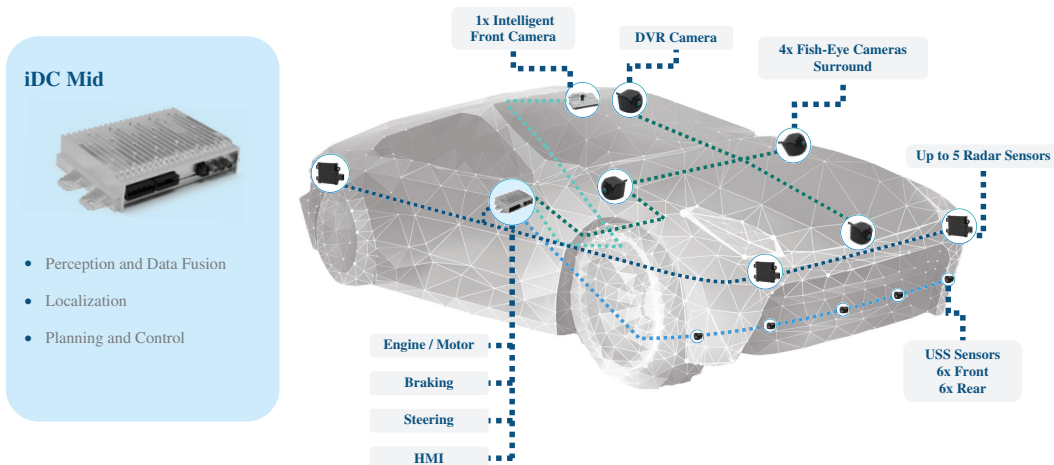 iDC Mid
Perception and Data Fusion
Localization
Planning and Control
1x Intelligent
Front Camera
DVR Camera
4x Fish-Eye Cameras
Surround
Up to 5 Radar Sensors
Engine / Motor
Braking
Steering
HMI
USS Sensors
6x Front
6x Rear